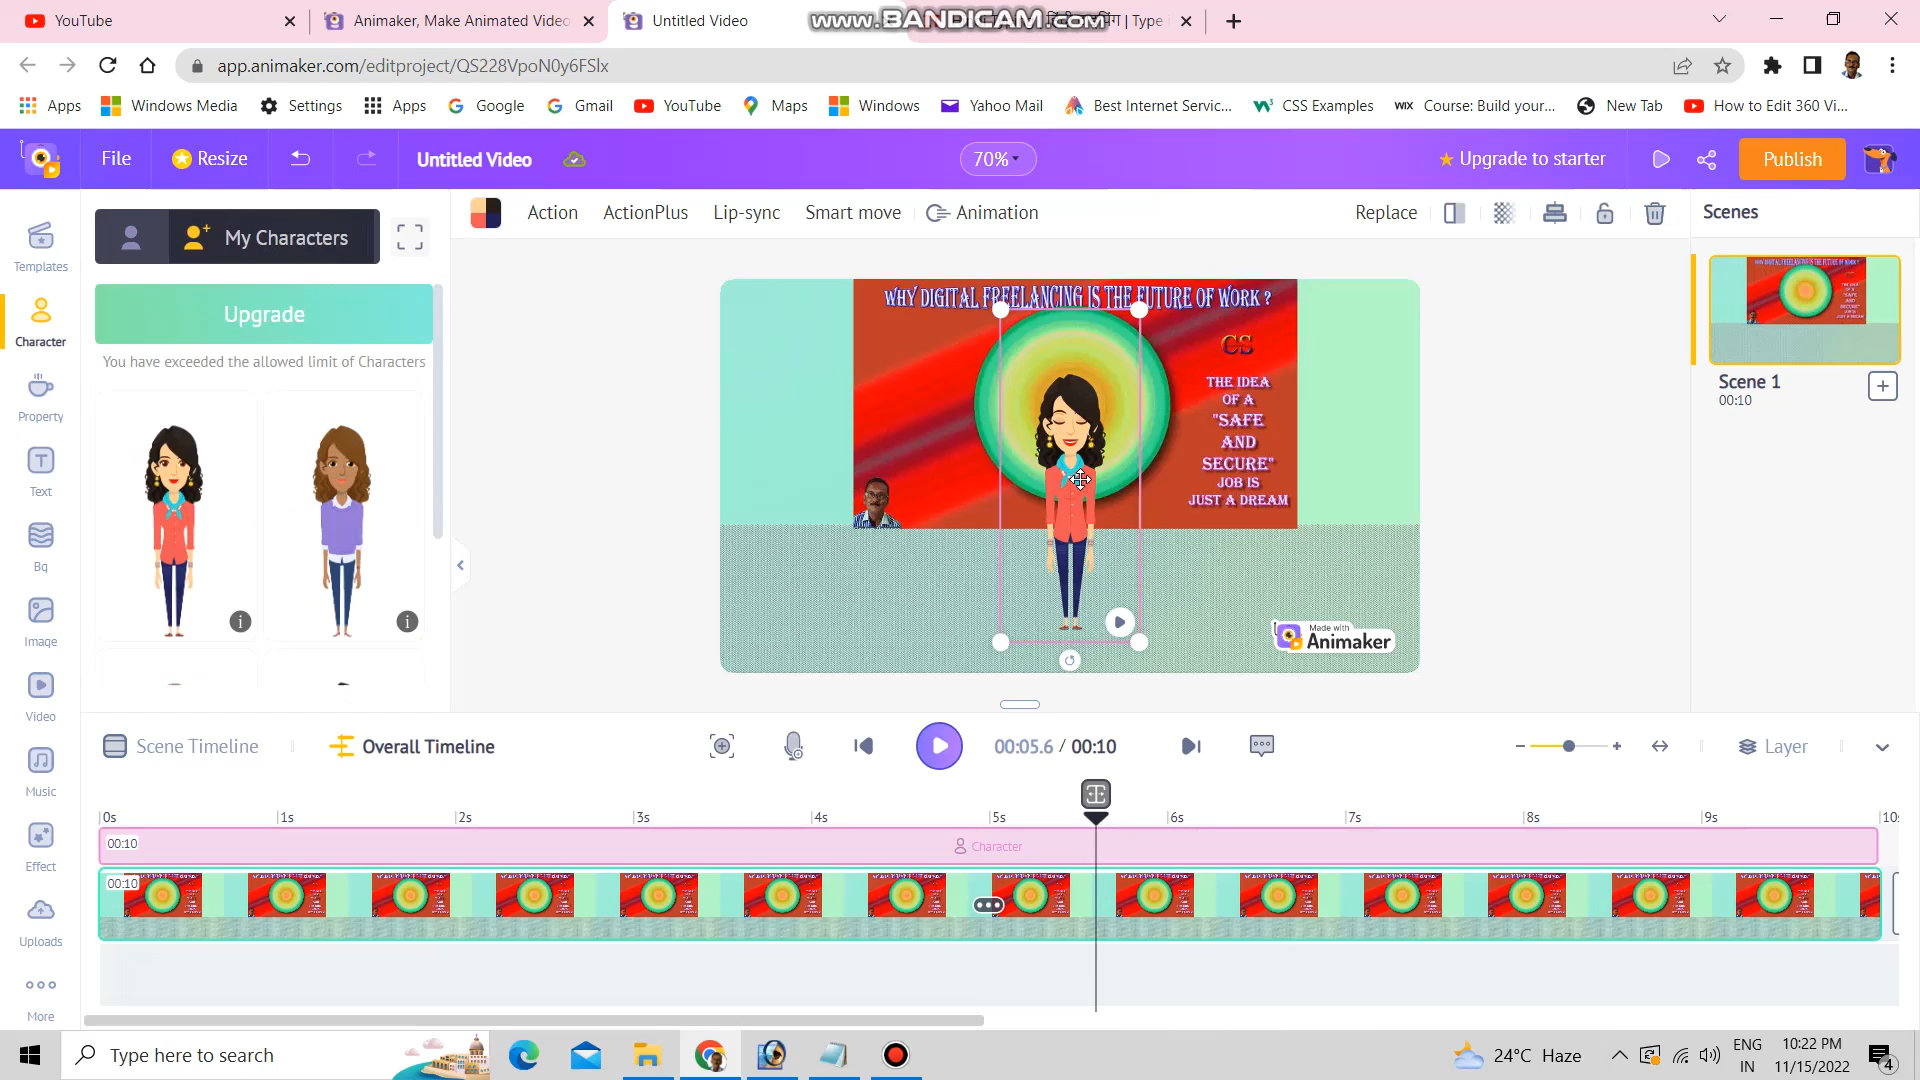 YouTube
Animaker, Make Animated Video
Untitled Video
www.BANDICAM.com
| Type
app.animaker.com/editproject/QS228VpoN0y6FSlx
Apps
Windows Media
Settings
Apps
Google
Gmail
YouTube
Maps
Windows
Yahoo Mail
Best Internet Servic...
CSS Examples
WIX
Course: Build your...
New Tab
How to Edit 360 Vi...
File
Resize
Untitled Video
70%
Upgrade to starter
Publish
Templates
Character
Property
Text
Bg
Image
Video
Music
Effect
Uploads
More
My Characters
Upgrade
You have exceeded the allowed limit of Characters
Action
ActionPlus
Lip-sync
Smart move
Animation
Replace
WHY DIGITAL FREELANCING IS THE FUTURE OF WORK ?
CS
THE IDEA
OF A
"SAFE
AND
SECURE"
JOB IS
JUST A DREAM
Made with
Animaker
Scenes
Scene 1
00:10
Scene Timeline
Overall Timeline
00:05.6 / 00:10
Layer
0s
1s
2s
3s
4s
5s
6s
7s
8s
9s
10s
00:10
Character
00:10
Type here to search
24°C Haze
ENG
IN
10:22 PM
11/15/2022
4